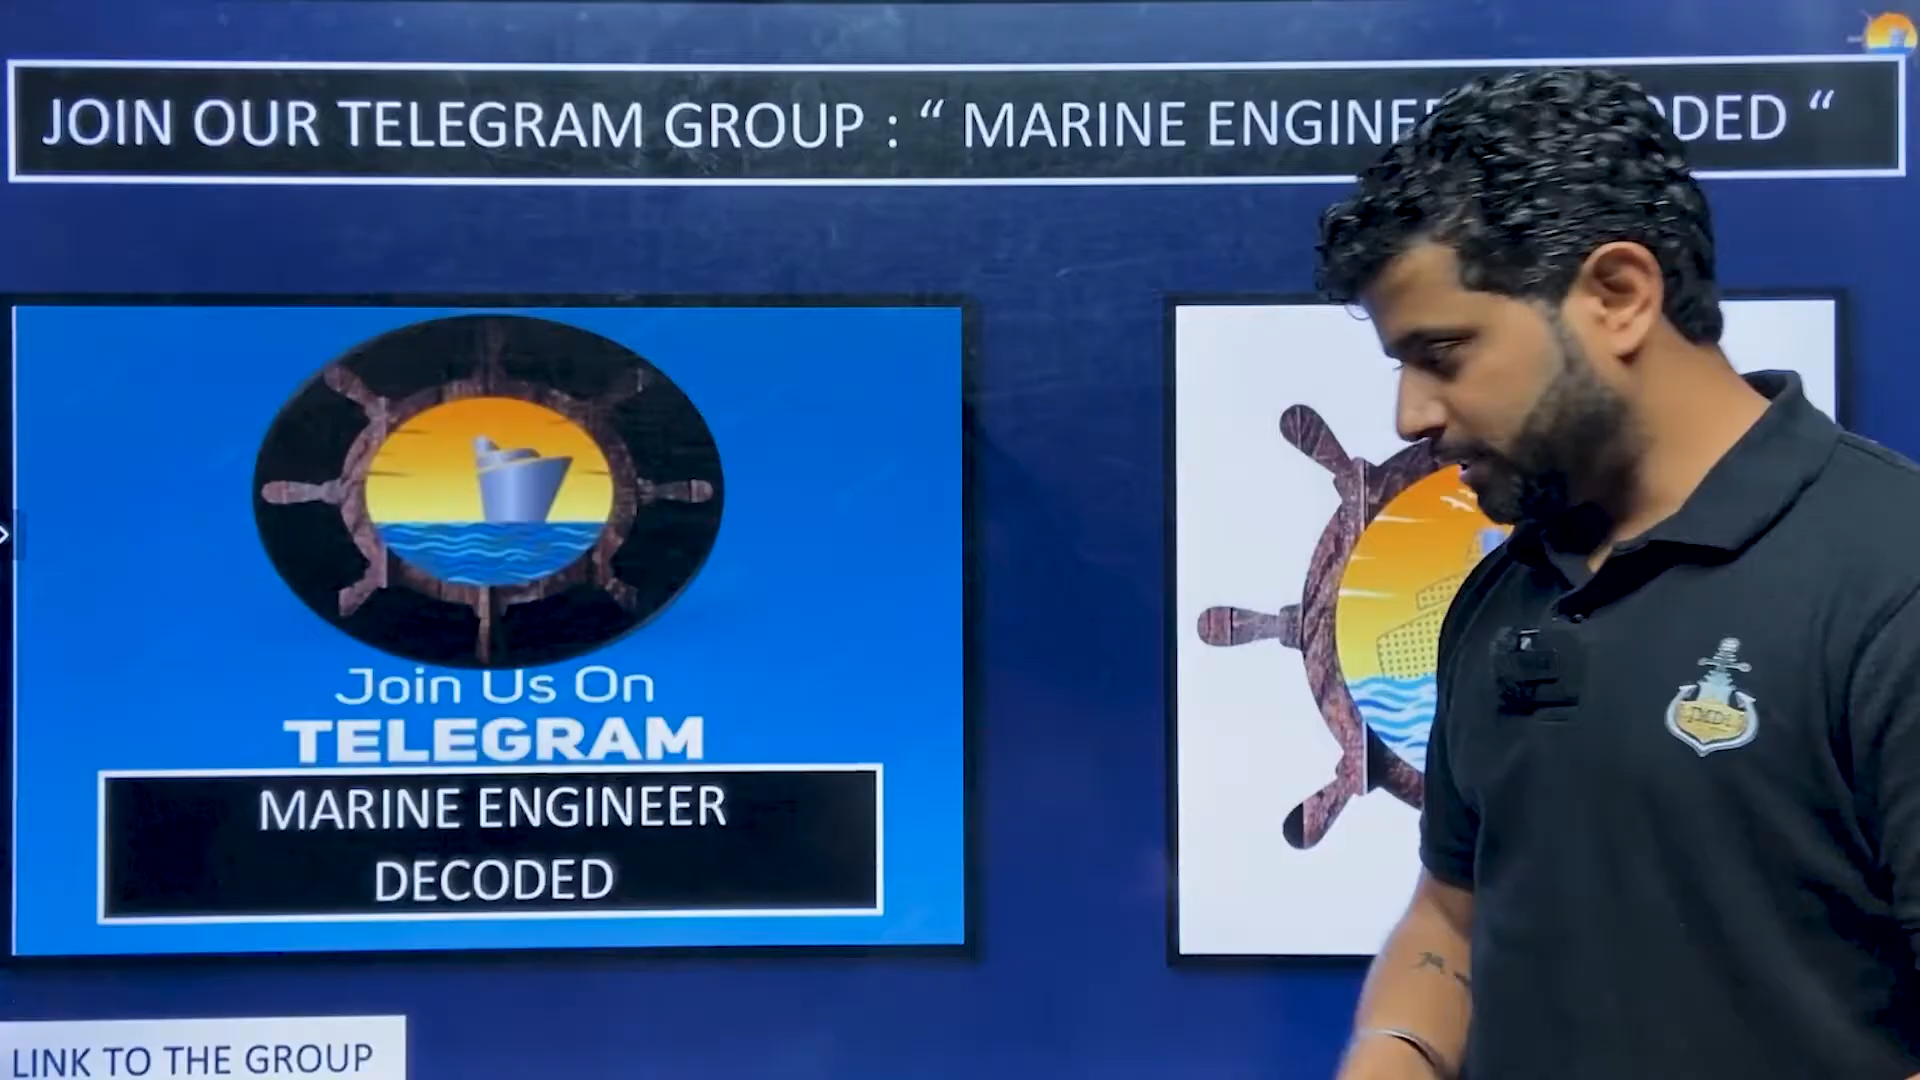 JOIN OUR TELEGRAM GROUP : “ MARINE ENGINE DED “
Join Us On
TELEGRAM
MARINE ENGINEER
DECODED
LINK TO THE GROUP